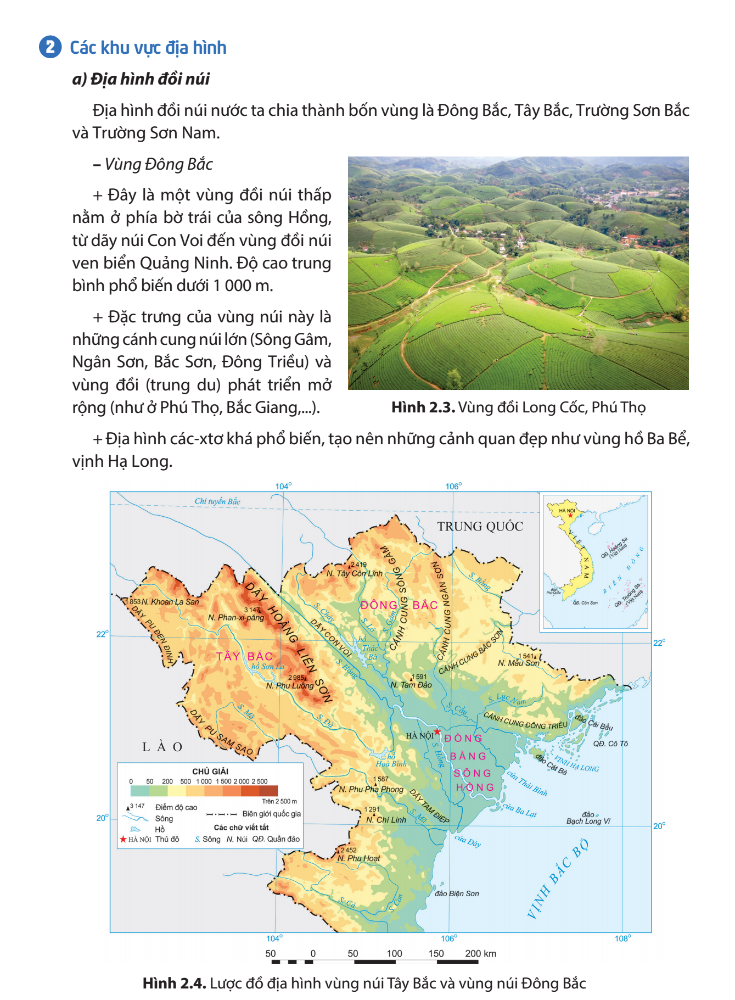 2 Các khu vực địa hình
a) Địa hình đồi núi
Địa hình đồi núi nước ta chia thành bốn vùng là Đông Bắc, Tây Bắc, Trường Sơn Bắc
và Trường Sơn Nam.
– Vùng Đông Bắc
+ Đây là một vùng đồi núi thấp
nằm ở phía bờ trái của sông Hồng,
từ dãy núi Con Voi đến vùng đồi núi
ven biển Quảng Ninh. Độ cao trung
bình phổ biến dưới 1 000 m.
+ Đặc trưng của vùng núi này là
những cánh cung núi lớn (Sông Gâm,
Ngân Sơn, Bắc Sơn, Đông Triều) và
vùng đồi (trung du) phát triển mở
rộng (như ở Phú Thọ, Bắc Giang,...).
Hình 2.3. Vùng đồi Long Cốc, Phú Thọ
+ Địa hình các-xtơ khá phổ biến, tạo nên những cảnh quan đẹp như vùng hồ Ba Bể,
vịnh Hạ Long.
104° 106°
Chí tuyến Bắc
TRUNG QUỐC
HÀ NỘI
VIỆT NAM
QĐ. Hoàng Sa
(Việt Nam)
BIỂN ĐÔNG
đảo
Phú Quốc
QĐ. Côn Sơn
QĐ. Trường Sa
(Việt Nam)
2 419
N. Tây Côn Lĩnh
CÁNH CUNG SÔNG GÂM
CÁNH CUNG NGÂN SƠN
S. Bằng
1 853 N. Khoan La San
DÃY PU ĐEN ĐINH
3 147
N. Phan-xi-păng
DÃY HOÀNG LIÊN SƠN
S. Chảy
DÃY CON VOI
ĐÔNG BẮC
S. Lô
S. Gâm
hồ
Thác
Bà
22° 22°
CÁNH CUNG BẮC SƠN
TÂY BẮC
hồ Sơn La
S. Hồng
1 541
N. Mẫu Sơn
2 985
N. Phu Luông
1 591
N. Tam Đảo
S. Mã
S. Đà
S. Cầu
S. Lục Nam
CÁNH CUNG ĐÔNG TRIỀU
đảo Cái Bầu
DÃY PU SAM SAO
HÀ NỘI
ĐỒNG
BẰNG
SÔNG
HỒNG
S. Hồng
QĐ. Cô Tô
LÀO
hồ
Hoà Bình
đảo Cát Bà
VỊNH HẠ LONG
cửa Thái Bình
1 587
N. Phu Pha Phong
DÃY TAM ĐIỆP
cửa Ba Lạt
1 291
N. Chí Linh
S. Mã
đảo
Bạch Long Vĩ
20° 20°
cửa Đáy
VỊNH BẮC BỘ
2 452
N. Phu Hoạt
đảo Biện Sơn
S. Cả
S. Con
CHÚ GIẢI
0 50 200 500 1 000 1 500 2 000 2 500
Trên 2 500 m
3 147 Điểm độ cao
Biên giới quốc gia
Sông
Hồ
Các chữ viết tắt
HÀ NỘI Thủ đô
S. Sông N. Núi QĐ. Quần đảo
104° 106° 108°
50 0 50 100 150 200 km
Hình 2.4. Lược đồ địa hình vùng núi Tây Bắc và vùng núi Đông Bắc